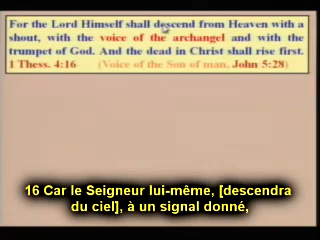 For the Lord Himself shall descend from Heaven with a
shout, with the voice of the archangel and with the
trumpet of God. And the dead in Christ shall rise first.
1 Thess. 4:16 (Voice of the Son of man, John 5:28)
16 Car le Seigneur lui-même, [descendra
du ciel], à un signal donné,